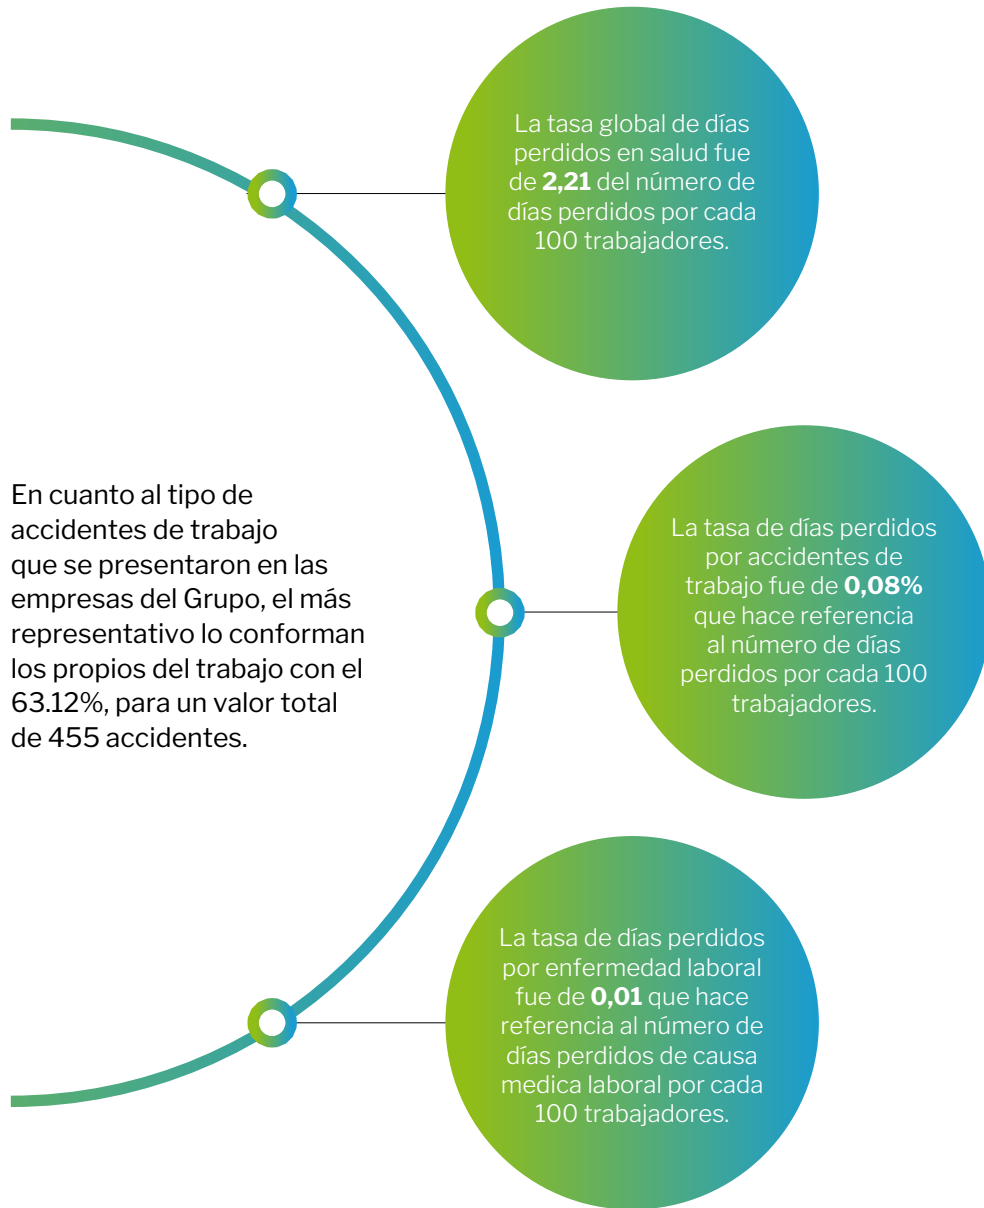 La tasa global de días
perdidos en salud fue
de 2,21 del número de
días perdidos por cada
100 trabajadores.
En cuanto al tipo de
accidentes de trabajo
que se presentaron en las
empresas del Grupo, el más
representativo lo conforman
los propios del trabajo con el
63.12%, para un valor total
de 455 accidentes.
La tasa de días perdidos
por accidentes de
trabajo fue de 0,08%
que hace referencia
al número de días
perdidos por cada 100
trabajadores.
La tasa de días perdidos
por enfermedad laboral
fue de 0,01 que hace
referencia al número de
días perdidos de causa
medica laboral por cada
100 trabajadores.